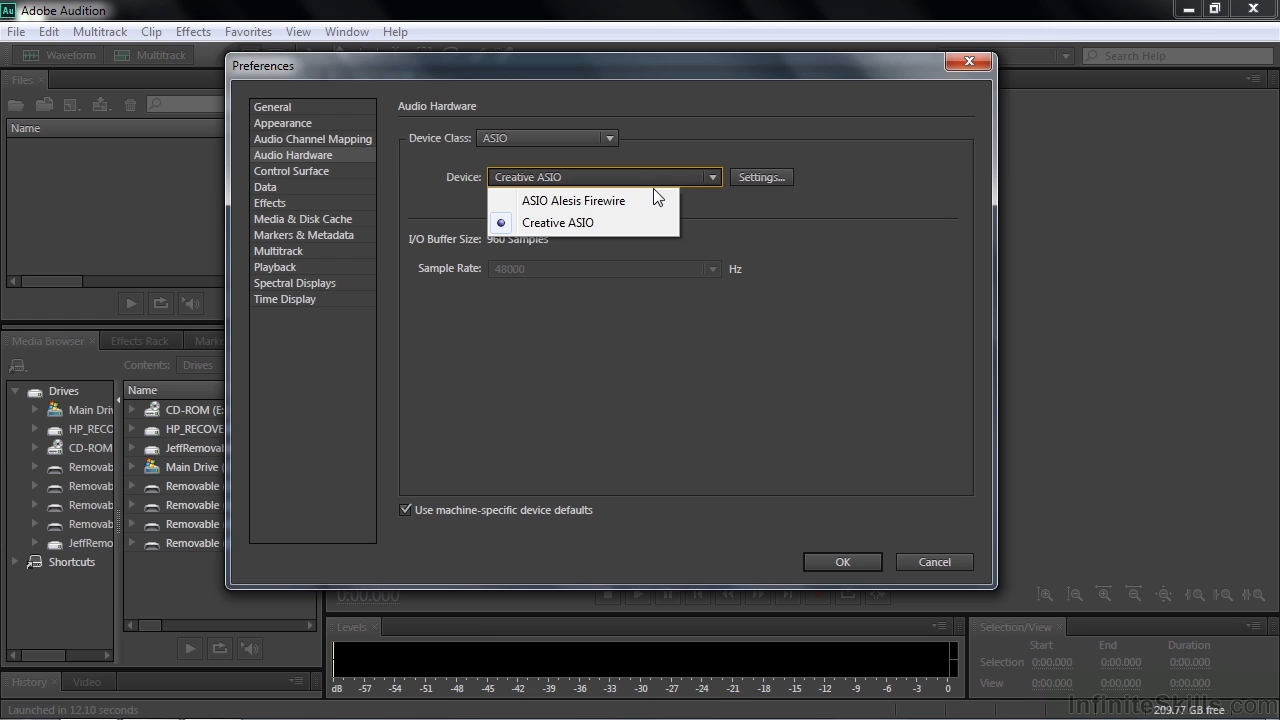 Au Adobe Audition
File Edit Multitrack Clip Effects Favorites View Window Help
Waveform Multitrack Search Help
Preferences
Files
Name
General
Appearance
Audio Channel Mapping
Audio Hardware
Control Surface
Data
Effects
Media & Disk Cache
Markers & Metadata
Multitrack
Playback
Spectral Displays
Time Display
Audio Hardware
Device Class: ASIO
Device: Creative ASIO Settings...
ASIO Alesis Firewire
Creative ASIO
I/O Buffer Size: 960 Samples
Sample Rate: 48000 Hz
Use machine-specific device defaults
OK Cancel
Media Browser Effects Rack Marke
Contents: Drives
Drives
Main Driv
HP_RECO
CD-ROM
Removab
Removab
Removab
Removab
JeffRemo
Shortcuts
Name
CD-ROM (E:
HP_RECOVE
JeffRemoval
Main Drive (
Removable (
Removable (
Removable (
Removable (
0:00.000
Levels
dB -57 -54 -51 -48 -45 -42 -39 -36 -33 -30 -27 -24 -21 -18 -15 -12 -9 -6 -3 0
Selection/View
Start End Duration
Selection 0:00.000 0:00.000 0:00.000
View 0:00.000 0:00.000 0:00.000
History Video
Launched in 12.10 seconds
209.77 GB free
InfiniteSkills.com